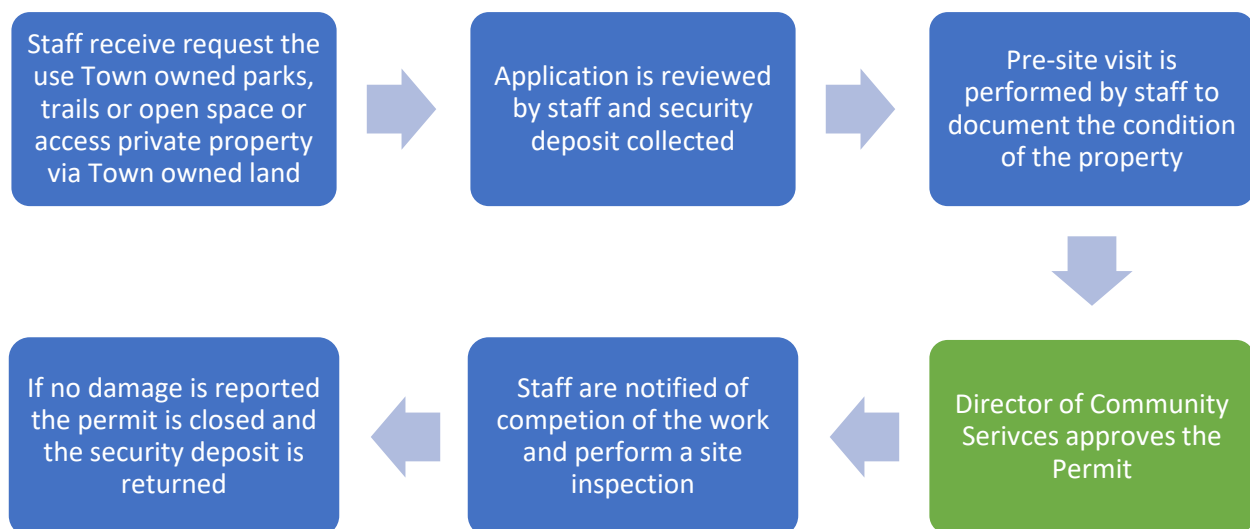 Staff receive request the
use Town owned parks,
trails or open space or
access private property
via Town owned land
Application is reviewed
by staff and security
deposit collected
Pre-site visit is
performed by staff to
document the condition
of the property
Director of Community
Serivces approves the
Permit
Staff are notified of
competion of the work
and perform a site
inspection
If no damage is reported
the permit is closed and
the security deposit is
returned